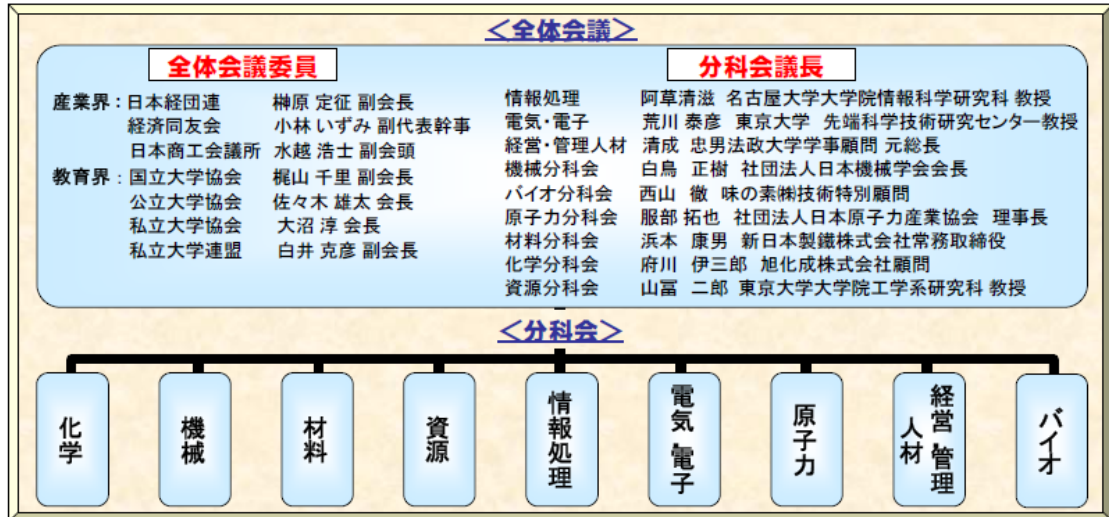 <全体会議>
全体会議委員
産業界：日本経団連 榊原 定征 副会長
経済同友会 小林 いずみ 副代表幹事
日本商工会議所 水越 浩士 副会頭
教育界：国立大学協会 梶山 千里 副会長
公立大学協会 佐々木 雄太 会長
私立大学協会 大沼 淳 会長
私立大学連盟 白井 克彦 副会長
分科会議長
情報処理 阿草清滋 名古屋大学大学院情報科学研究科 教授
電気・電子 荒川 泰彦 東京大学 先端科学技術研究センター教授
経営・管理人材 清成 忠男法政大学学事顧問 元総長
機械分科会 白鳥 正樹 社団法人日本機械学会会長
バイオ分科会 西山 徹 味の素㈱技術特別顧問
原子力分科会 服部 拓也 社団法人日本原子力産業協会 理事長
材料分科会 浜本 康男 新日本製鐵株式会社常務取締役
化学分科会 府川 伊三郎 旭化成株式会社顧問
資源分科会 山冨 二郎 東京大学大学院工学系研究科 教授
<分科会>
化学
機械
材料
資源
情報処理
電気・電子
原子力
経営・管理
人材
バイオ